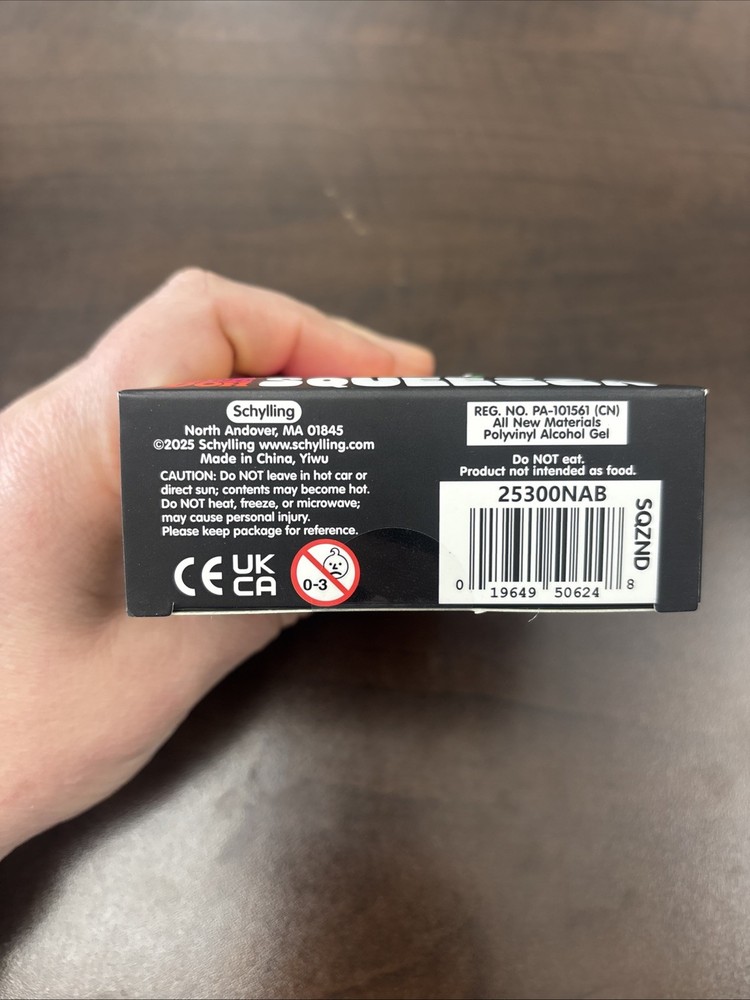 Schylling
North Andover, MA 01845
©2025 Schylling www.schylling.com
Made in China, Yiwu
CAUTION: Do NOT leave in hot car or
direct sun; contents may become hot.
Do NOT heat, freeze, or microwave;
may cause personal injury.
Please keep package for reference.
CE UK
CA
0-3
REG. NO. PA-101561 (CN)
All New Materials
Polyvinyl Alcohol Gel
Do NOT eat.
Product not intended as food.
25300NAB
SQZND
0 19649 50624 8